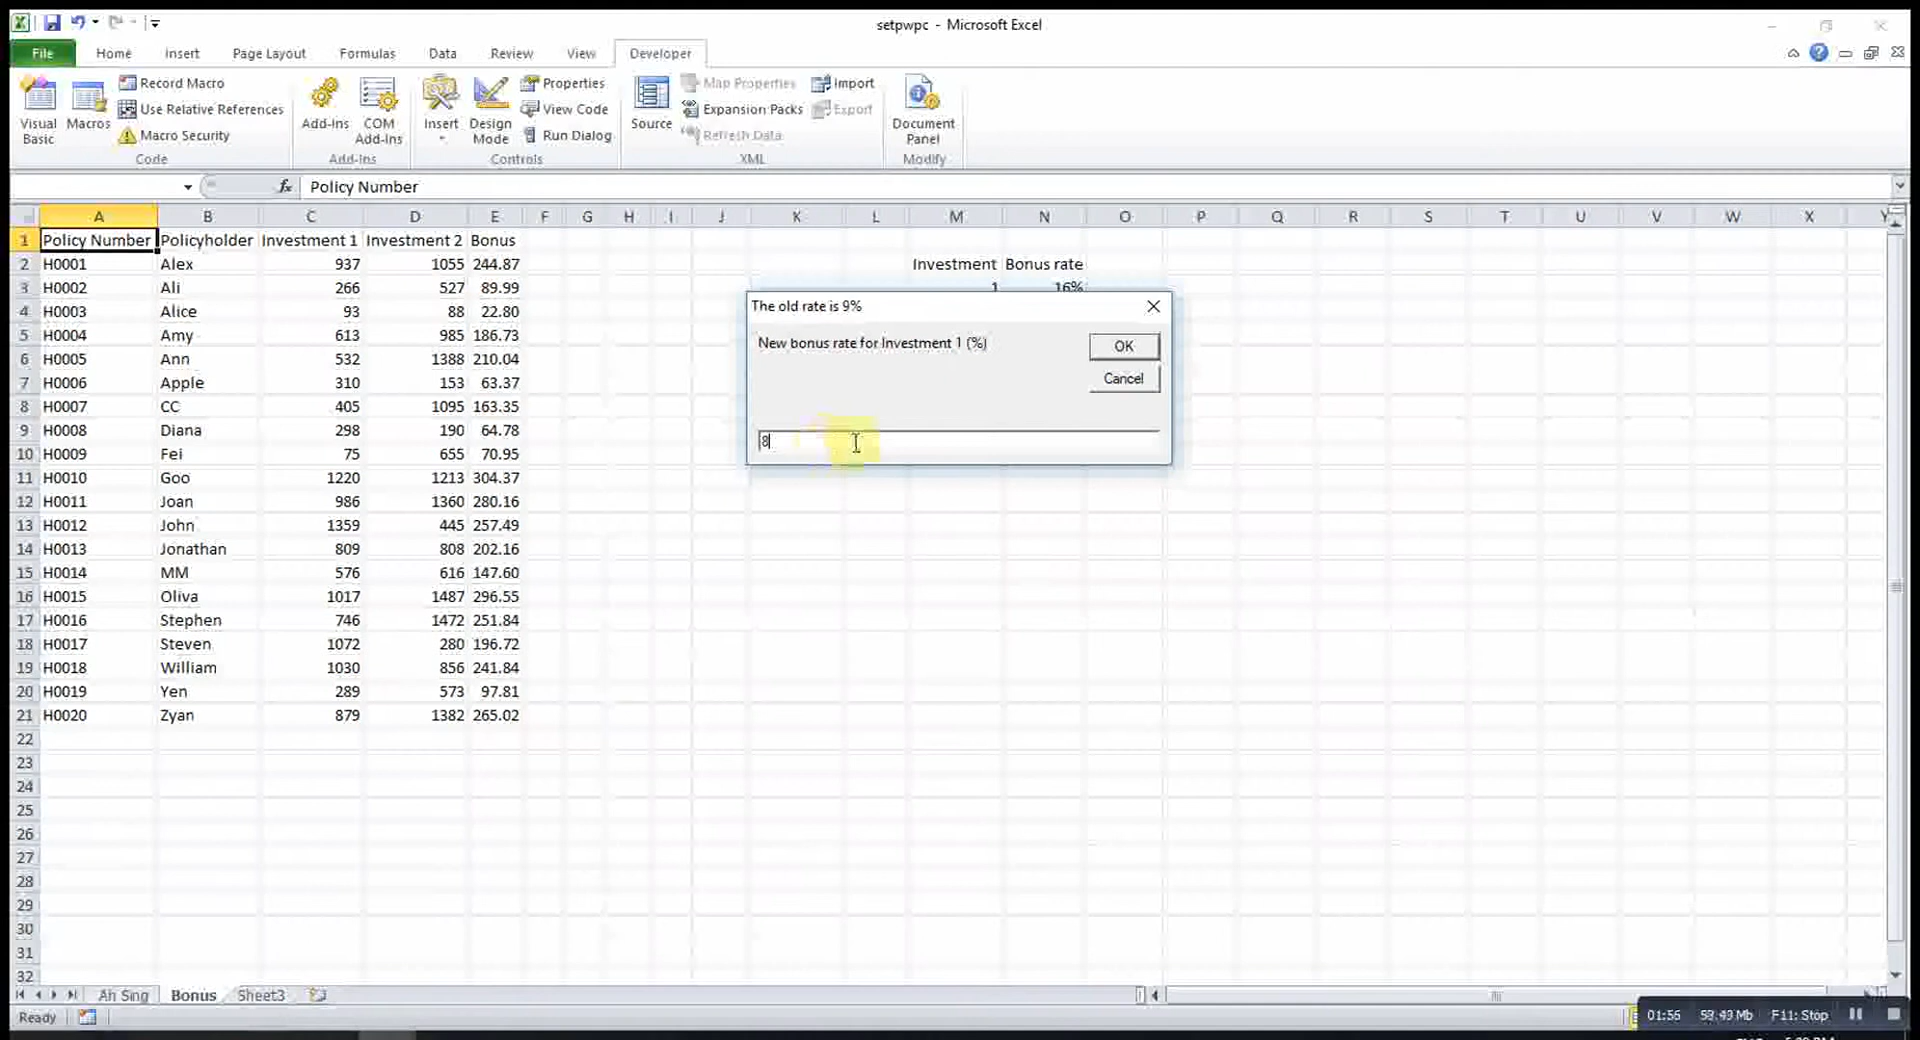 setpwpc - Microsoft Excel
File Home Insert Page Layout Formulas Data Review View Developer
Visual Basic
Macros
Record Macro
Use Relative References
Macro Security
Code
Add-Ins
COM Add-Ins
Add-Ins
Insert
Design Mode
Properties
View Code
Run Dialog
Controls
Source
Map Properties
Expansion Packs
Refresh Data
Import
Export
XML
Document Panel
Modify
fx Policy Number
A B C D E F G H I J K L M N O P Q R S T U V W X Y
1 Policy Number Policyholder Investment 1 Investment 2 Bonus
2 H0001 Alex 937 1055 244.87 Investment Bonus rate
3 H0002 Ali 266 527 89.99 1 16%
4 H0003 Alice 93 88 22.80
5 H0004 Amy 613 985 186.73
6 H0005 Ann 532 1388 210.04
7 H0006 Apple 310 153 63.37
8 H0007 CC 405 1095 163.35
9 H0008 Diana 298 190 64.78
10 H0009 Fei 75 655 70.95
11 H0010 Goo 1220 1213 304.37
12 H0011 Joan 986 1360 280.16
13 H0012 John 1359 445 257.49
14 H0013 Jonathan 809 808 202.16
15 H0014 MM 576 616 147.60
16 H0015 Oliva 1017 1487 296.55
17 H0016 Stephen 746 1472 251.84
18 H0017 Steven 1072 280 196.72
19 H0018 William 1030 856 241.84
20 H0019 Yen 289 573 97.81
21 H0020 Zyan 879 1382 265.02
22
23
24
25
26
27
28
29
30
31
32
The old rate is 9%
New bonus rate for Investment 1 (%)
OK
Cancel
8
Ah Sing Bonus Sheet3
Ready
01:56 F11: Stop